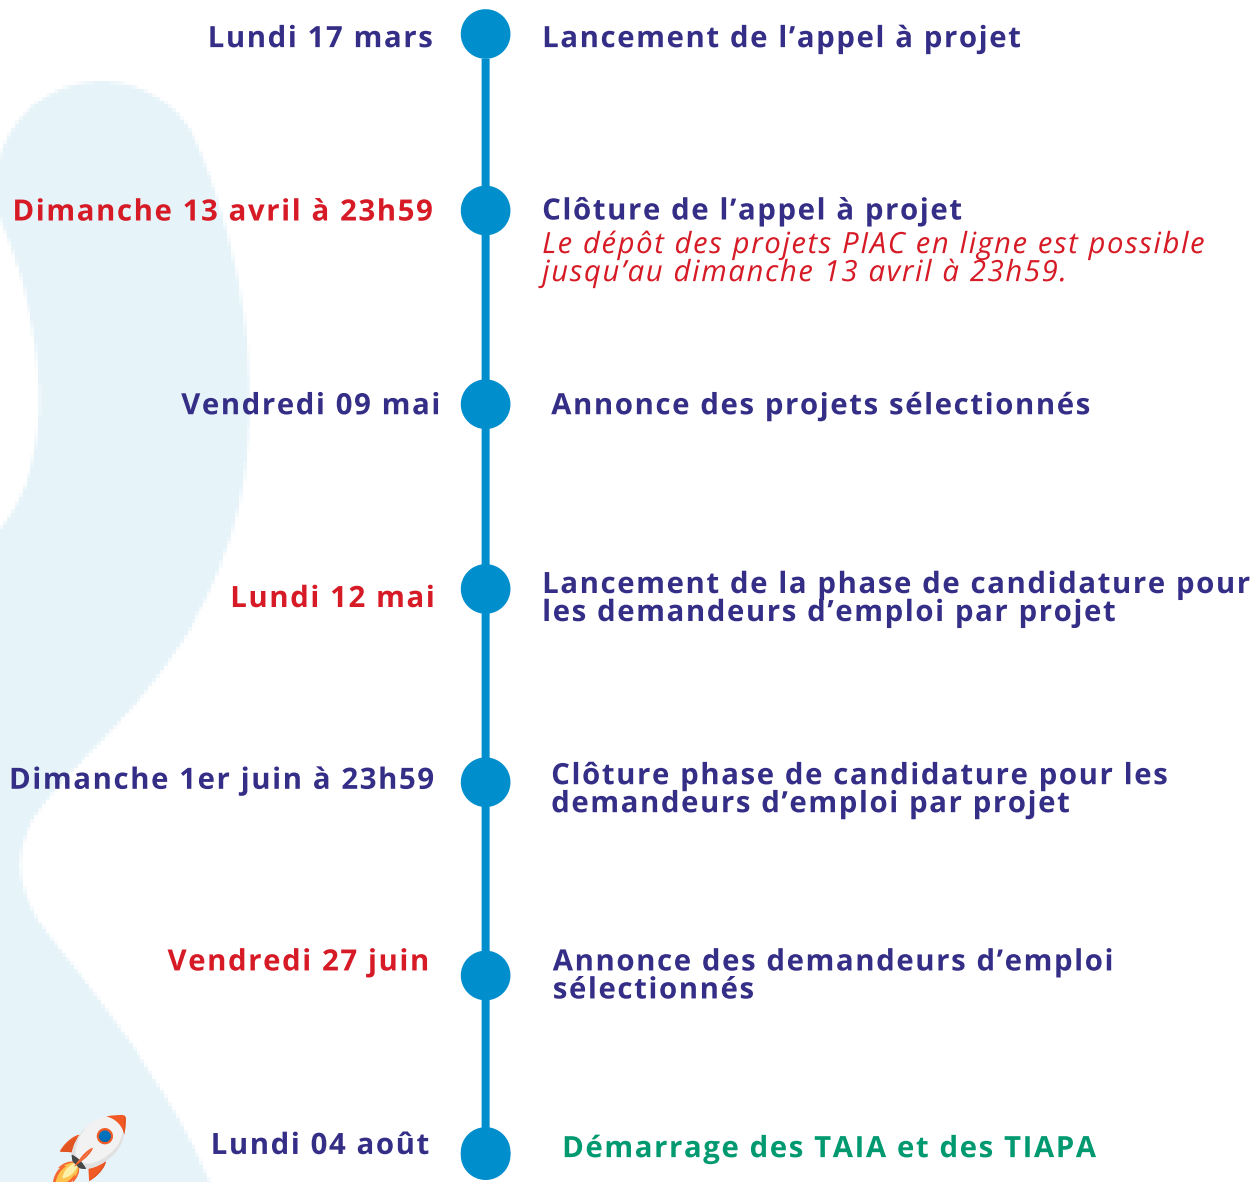 Lundi 17 mars
Lancement de l’appel à projet
Dimanche 13 avril à 23h59
Clôture de l’appel à projet
Le dépôt des projets PIAC en ligne est possible
jusqu’au dimanche 13 avril à 23h59.
Vendredi 09 mai
Annonce des projets sélectionnés
Lundi 12 mai
Lancement de la phase de candidature pour
les demandeurs d’emploi par projet
Dimanche 1er juin à 23h59
Clôture phase de candidature pour les
demandeurs d’emploi par projet
Vendredi 27 juin
Annonce des demandeurs d’emploi
sélectionnés
Lundi 04 août
Démarrage des TAIA et des TIAPA